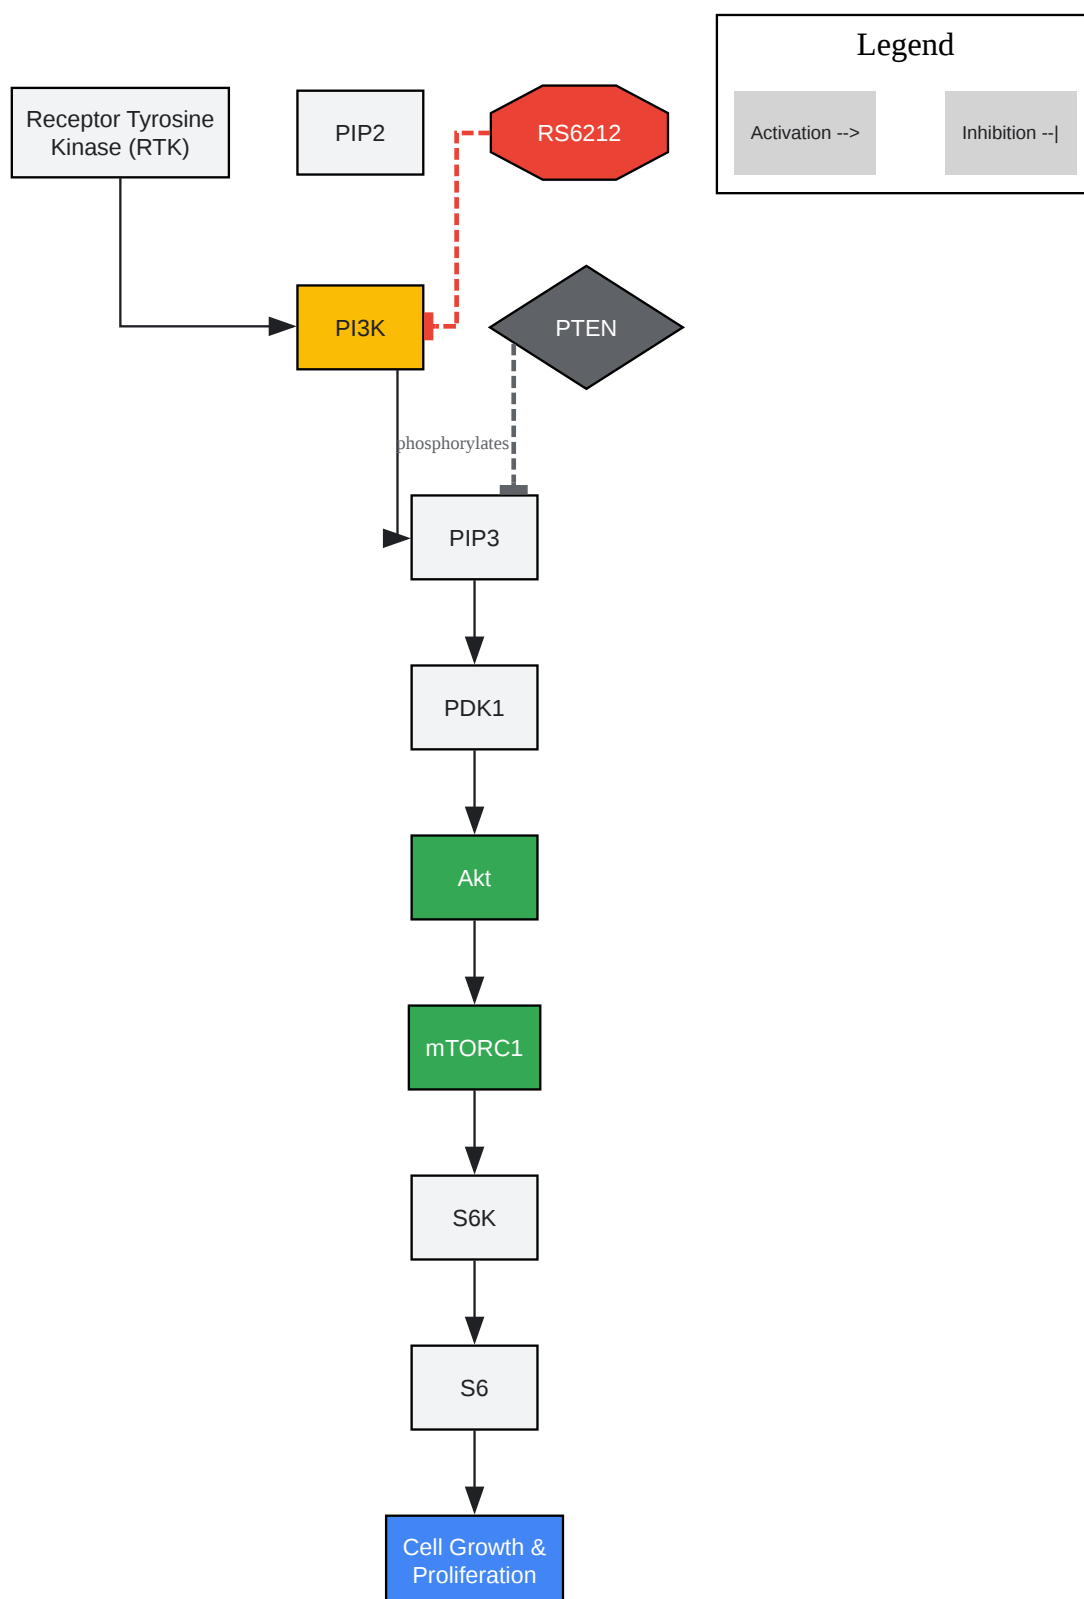 Legend
Receptor Tyrosine
Kinase (RTK)
PIP2
RS6212
Activation -->
Inhibition --|
PI3K
PTEN
phosphorylates
PIP3
PDK1
Akt
mTORC1
S6K
S6
Cell Growth &
Proliferation